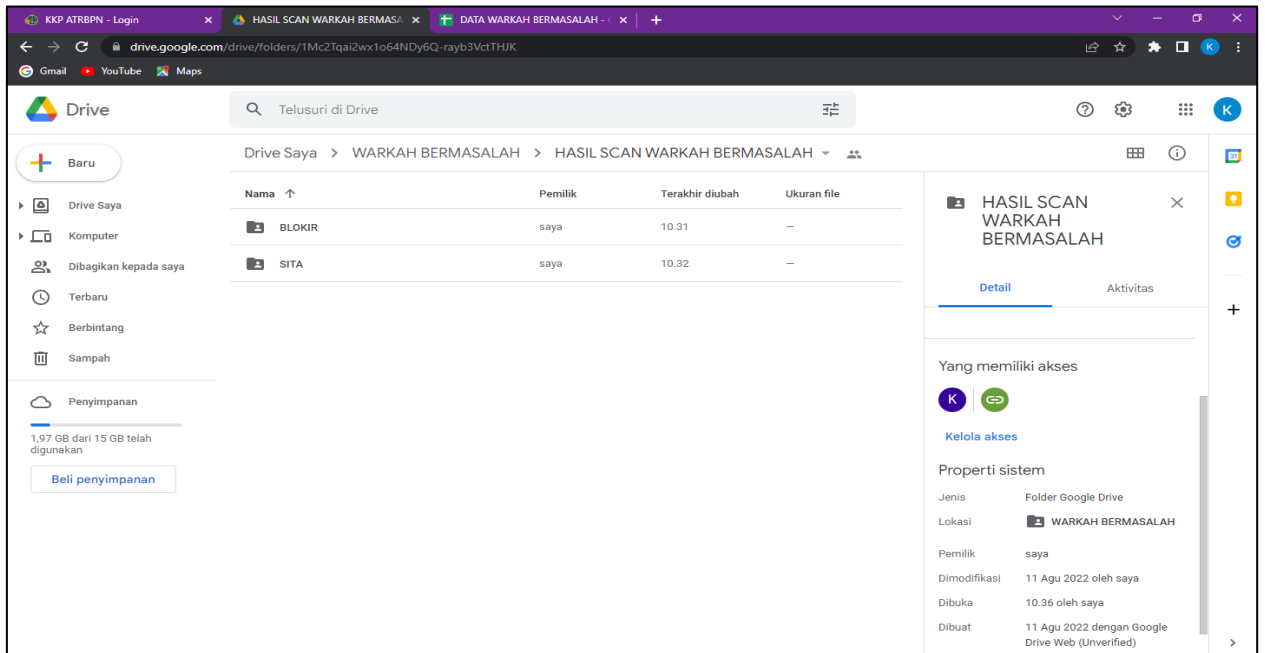 KKP ATRBPN - Login
HASIL SCAN WARKAH BERMASA
DATA WARKAH BERMASALAH -
drive.google.com/drive/folders/1Mc2Tqai2wx1o64NDy6Q-rayb3VctTHJK
K
Gmail
YouTube
Maps
Drive
Telusuri di Drive
K
Baru
Drive Saya > WARKAH BERMASALAH > HASIL SCAN WARKAH BERMASALAH
31
Nama Pemilik Terakhir diubah Ukuran file
BLOKIR saya 10.31 —
SITA saya 10.32 —
Drive Saya
Komputer
Dibagikan kepada saya
Terbaru
Berbintang
Sampah
Penyimpanan
1,97 GB dari 15 GB telah
digunakan
Beli penyimpanan
HASIL SCAN
WARKAH
BERMASALAH
Detail
Aktivitas
Yang memiliki akses
K
Kelola akses
Properti sistem
Jenis Folder Google Drive
Lokasi WARKAH BERMASALAH
Pemilik saya
Dimodifikasi 11 Agu 2022 oleh saya
Dibuka 10.36 oleh saya
Dibuat 11 Agu 2022 dengan Google
Drive Web (Unverified)